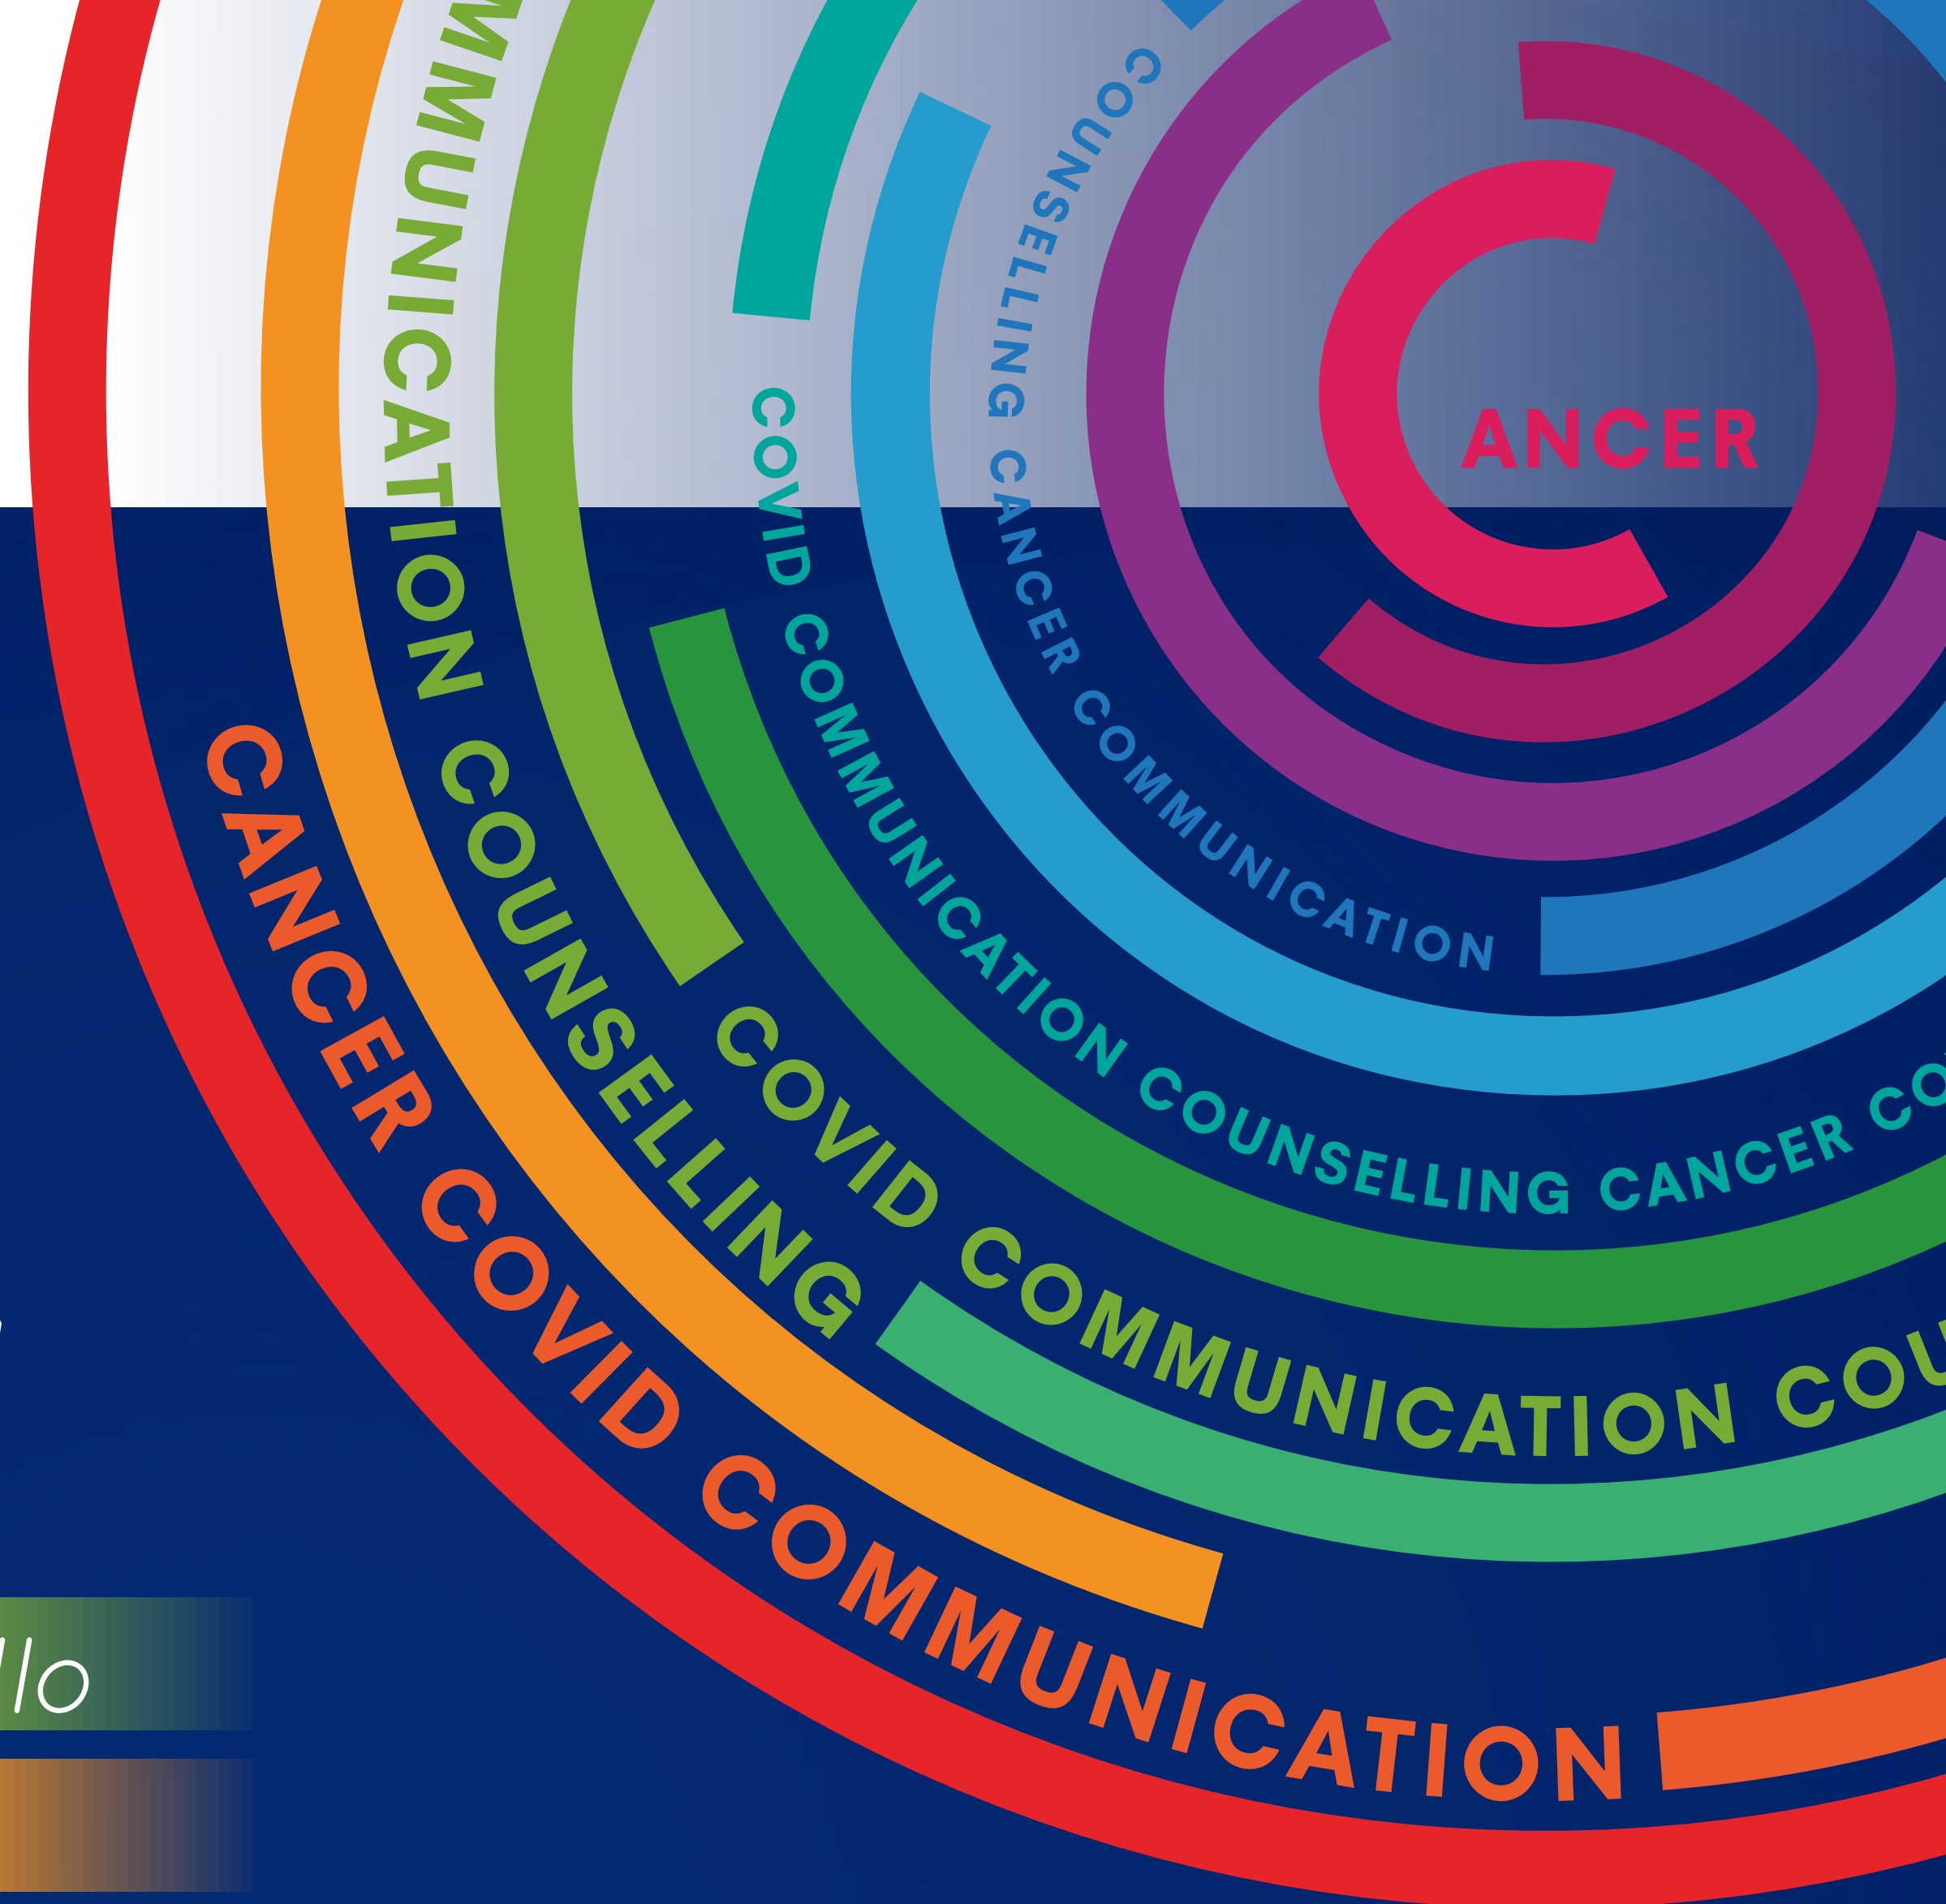 ANCER
COUNSELLING CANCER COMMUNICATION
COVID COMMUNICATION COUNSELLING CANCER CO
MMUNICATION COUNSELLING
COVID COMMUNICATION COU
CANCER COVID COMMUNICATION